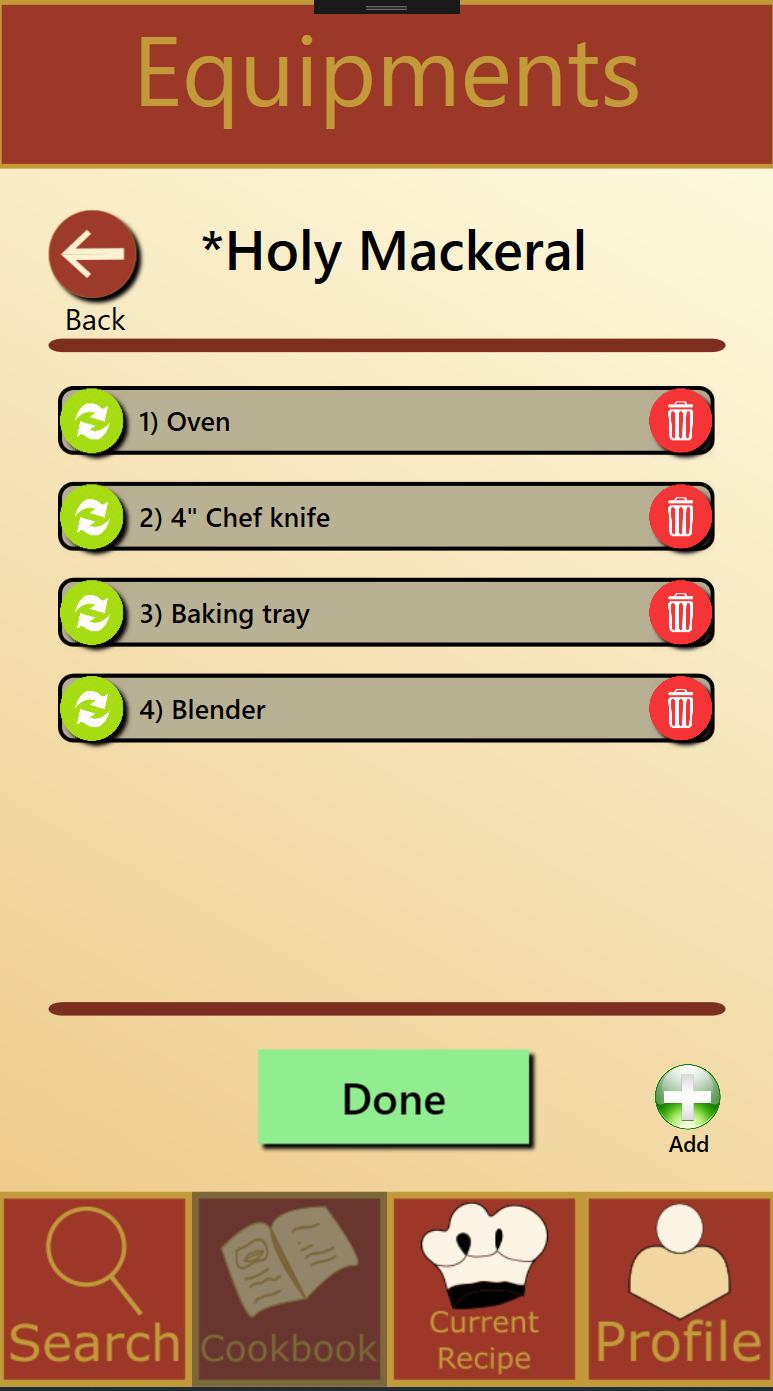 Equipments
*Holy Mackeral
Back
1) Oven
2) 4" Chef knife
3) Baking tray
4) Blender
Done
Add
Search
Cookbook
Current
Recipe
Profile